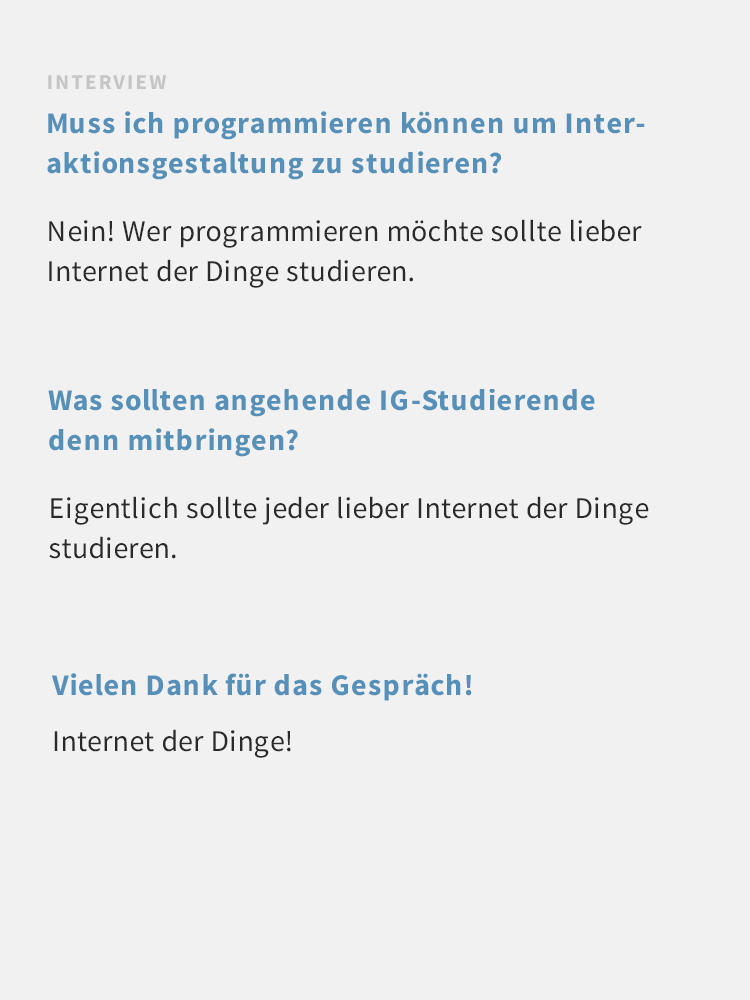 INTERVIEW
Muss ich programmieren können um Inter-
aktionsgestaltung zu studieren?
Nein! Wer programmieren möchte sollte lieber
Internet der Dinge studieren.
Was sollten angehende IG-Studierende
denn mitbringen?
Eigentlich sollte jeder lieber Internet der Dinge
studieren.
Vielen Dank für das Gespräch!
Internet der Dinge!